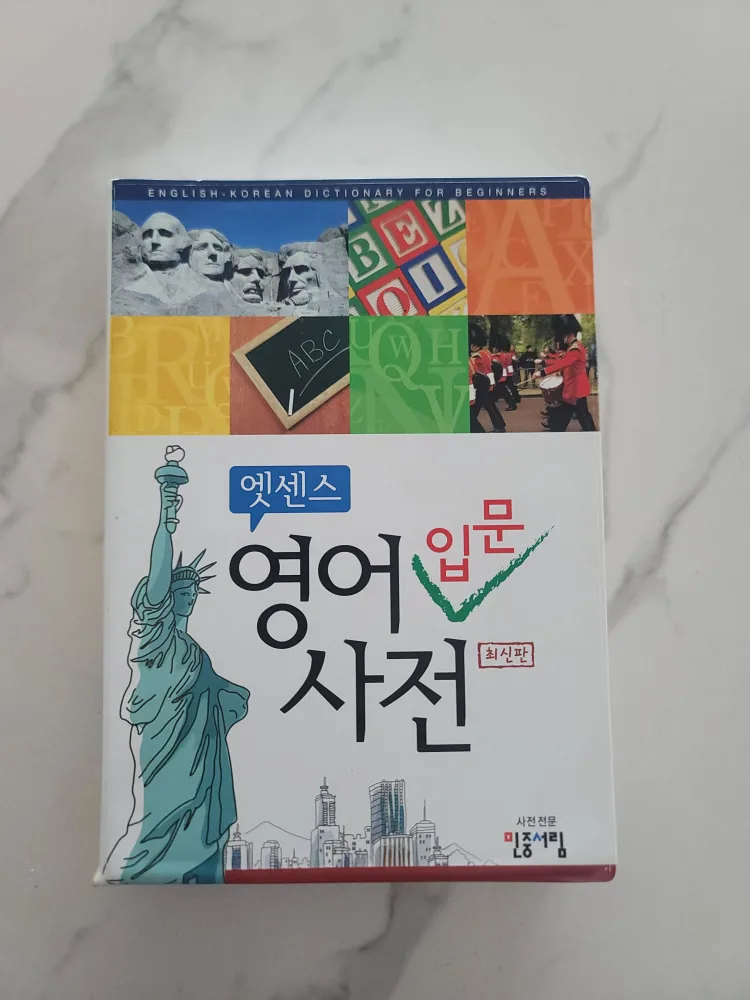 ENGLISH-KOREAN DICTIONARY FOR BEGINNERS
ABC
엣센스
영어 입문
사전
최신판
사전 전문
민중서림